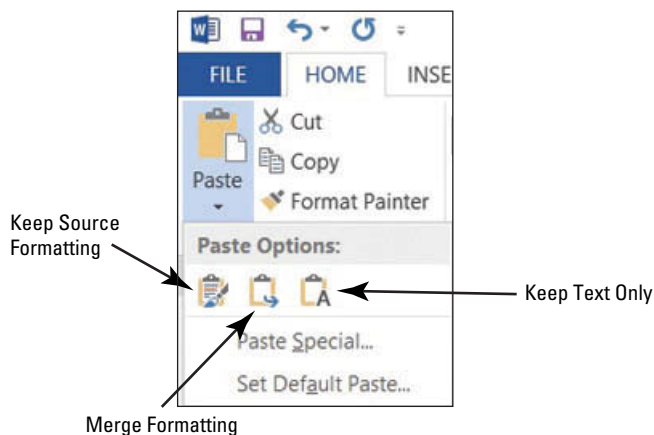 FILE HOME INSE
Cut
Copy
Paste
Format Painter
Keep Source
Formatting
Paste Options:
A
Keep Text Only
Paste Special...
Set Default Paste...
Merge Formatting